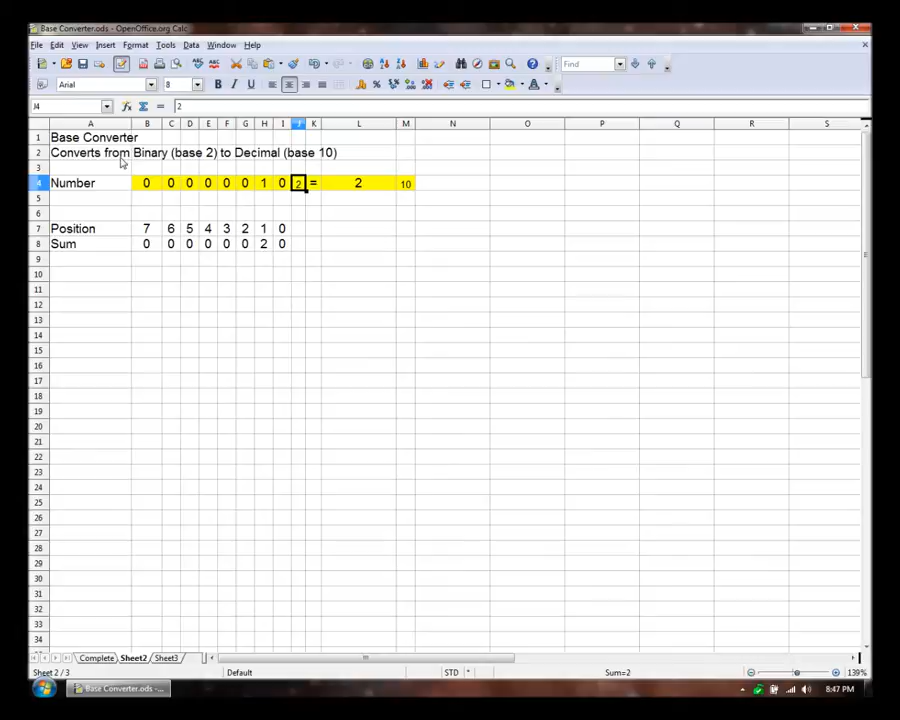 Base Converter.ods - OpenOffice.org Calc
File Edit View Insert Format Tools Data Window Help
Find
Arial 8
J4 2
A B C D E F G H I J K L M N O P Q R S
1 Base Converter
2 Converts from Binary (base 2) to Decimal (base 10)
3
4 Number 0 0 0 0 0 0 1 0 2 = 2 10
5
6
7 Position 7 6 5 4 3 2 1 0
8 Sum 0 0 0 0 0 0 2 0
9
10
11
12
13
14
15
16
17
18
19
20
21
22
23
24
25
26
27
28
29
30
31
32
33
34
Complete Sheet2 Sheet3
Sheet 2 / 3 Default STD * Sum=2 139%
Base Converter.ods -... 8:47 PM